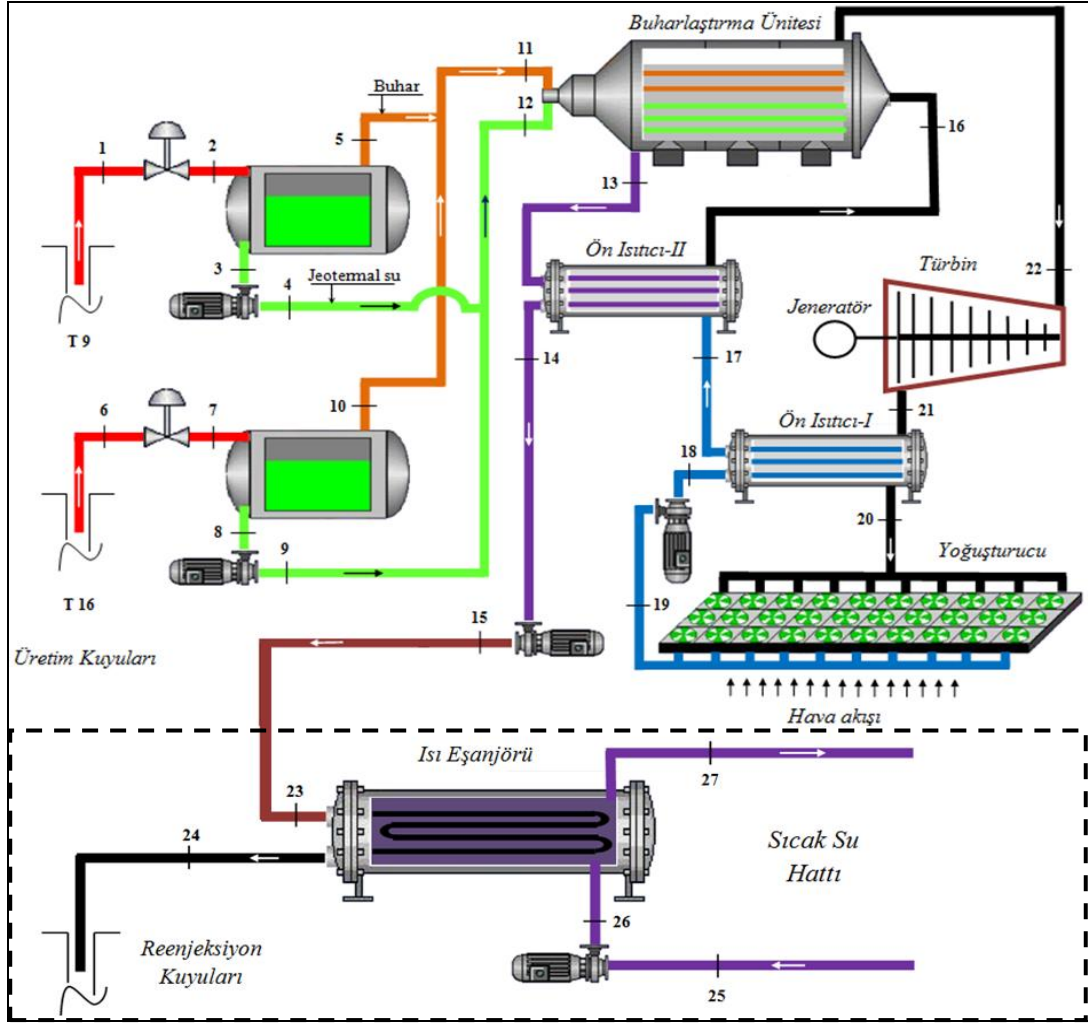 Buharlaştırma Ünitesi
11
Buhar
12
1
2
5
16
13
Ön Isıtıcı-II
3
Jeotermal su
4
Türbin
22
T 9
Jeneratör
14
17
6
7
10
21
Ön Isıtıcı-I
18
8
9
20
Yoğuşturucu
T 16
19
15
Üretim Kuyuları
Hava akışı
Isı Eşanjörü
27
23
24
Sıcak Su
Hattı
26
Reenjeksiyon
Kuyuları
25